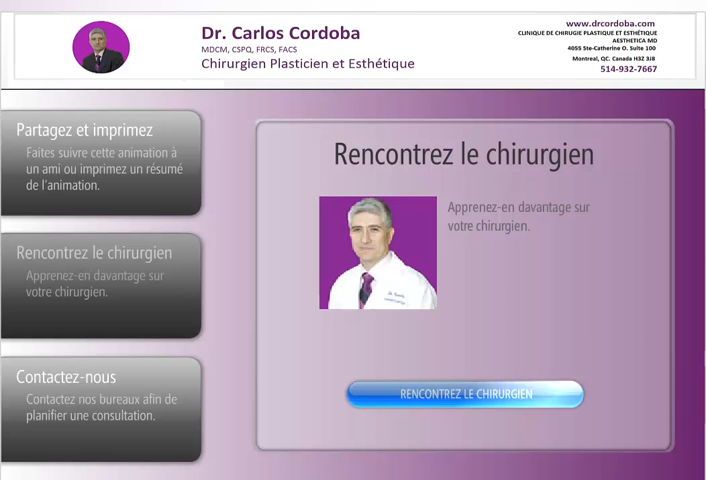 Dr. Carlos Cordoba
MDCM, CSPQ, FRCS, FACS
Chirurgien Plasticien et Esthétique
www.drcordoba.com
CLINIQUE DE CHIRUGIE PLASTIQUE ET ESTHÉTIQUE
AESTHETICA MD
4055 Ste-Catherine O. Suite 100
Montreal, QC. Canada H3Z 3J8
514-932-7667
Partagez et imprimez
Faites suivre cette animation à
un ami ou imprimez un résumé
de l'animation.
Rencontrez le chirurgien
Apprenez-en davantage sur
votre chirurgien.
Contactez-nous
Contactez nos bureaux afin de
planifier une consultation.
Rencontrez le chirurgien
Apprenez-en davantage sur
votre chirurgien.
RENCONTREZ LE CHIRURGIEN